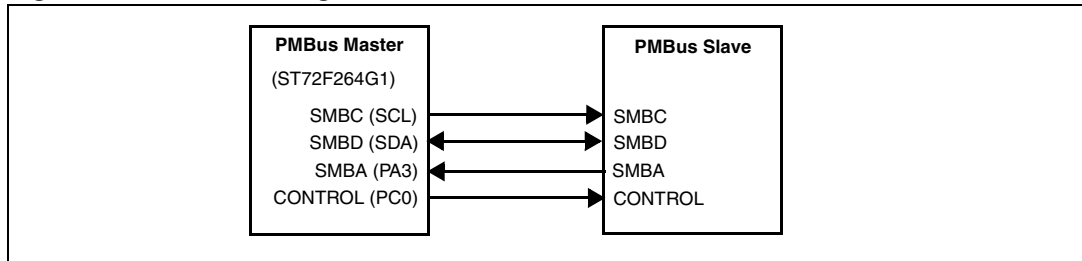 PMBus Master
(ST72F264G1)
SMBC (SCL)
SMBD (SDA)
SMBA (PA3)
CONTROL (PC0)
PMBus Slave
SMBC
SMBD
SMBA
CONTROL